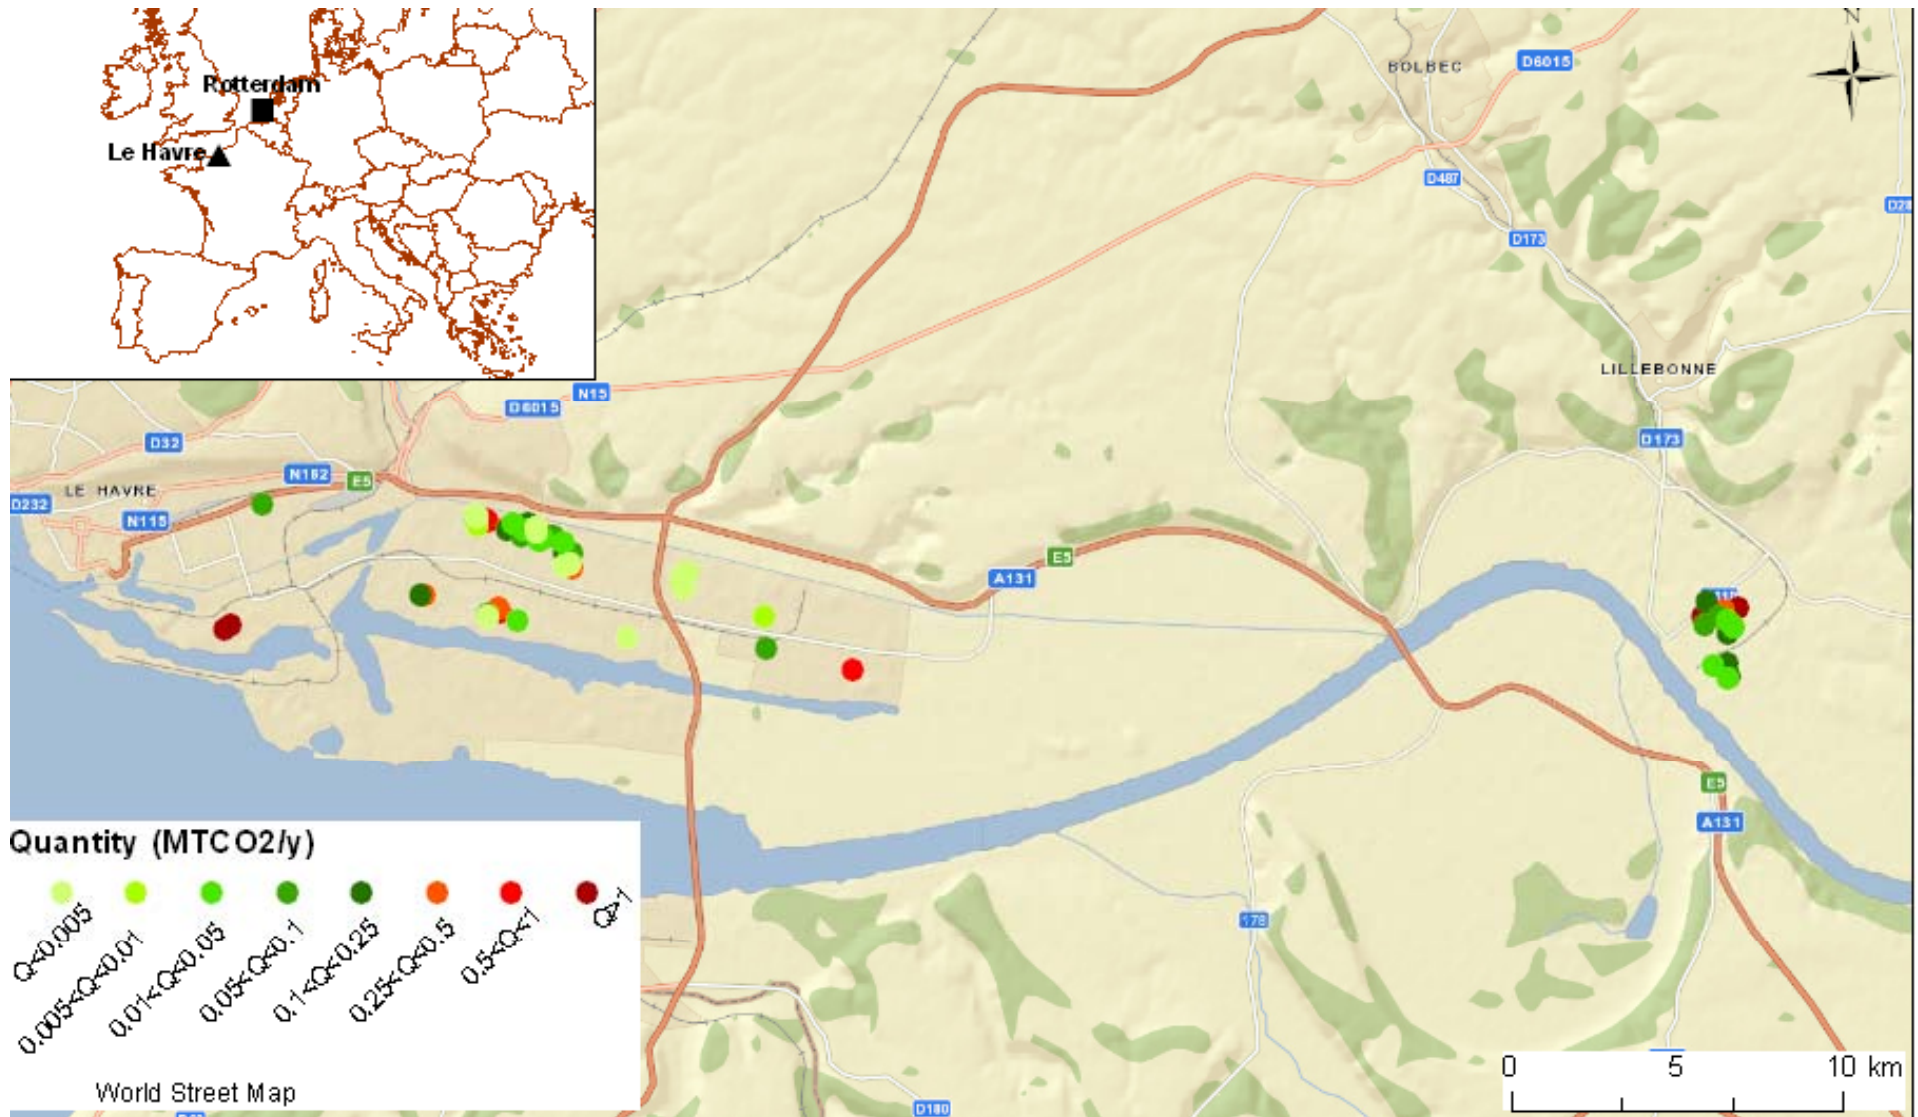 Rotterdam
Le Havre
N
BOLBEC
D6015
D487
D173
LILLEBONNE
D173
N15
D6015
D32
N182
E5
LE HAVRE
D232
N115
E5
A131
E5
A131
178
D180
Quantity (MTCO2/y)
Q<0.005
0.005<Q<0.01
0.01<Q<0.05
0.05<Q<0.1
0.1<Q<0.25
0.25<Q<0.5
0.5<Q<1
Q>1
World Street Map
0 5 10 km